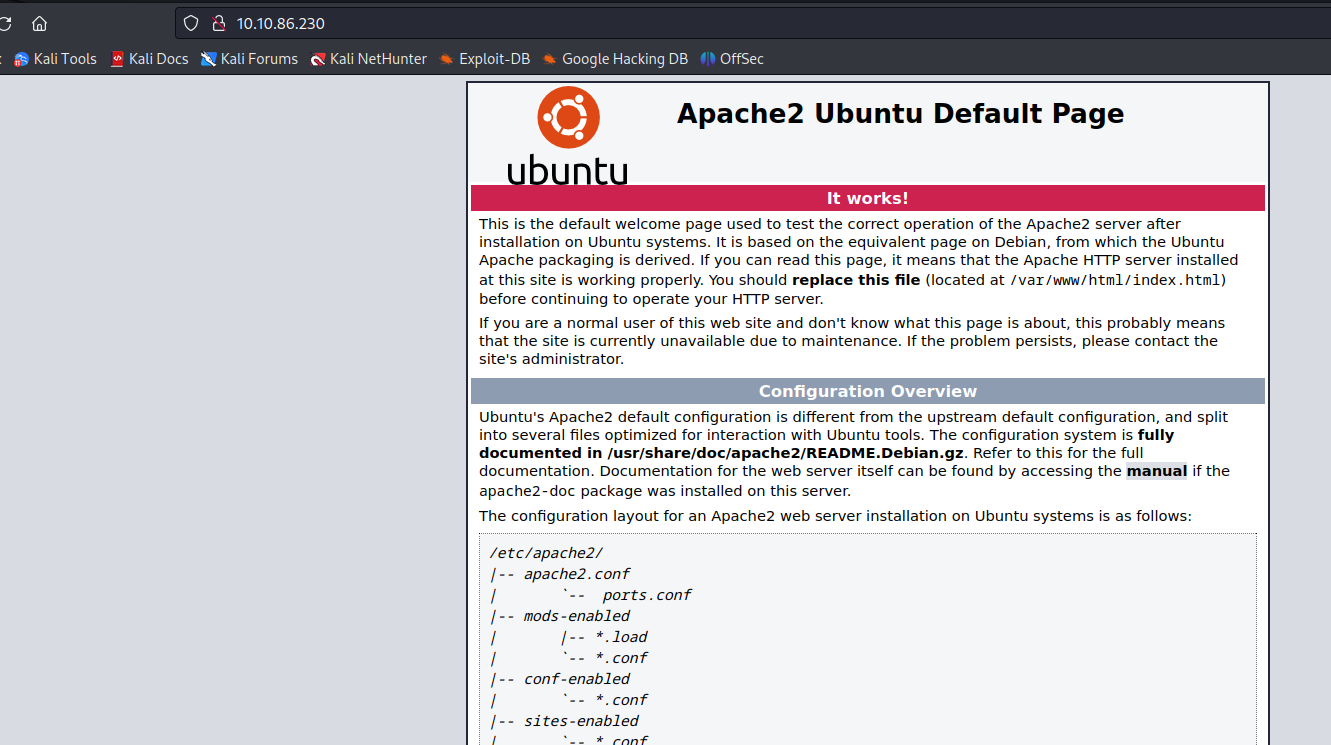 10.10.86.230
Kali Tools Kali Docs Kali Forums Kali NetHunter Exploit-DB Google Hacking DB OffSec
ubuntu
Apache2 Ubuntu Default Page
It works!
This is the default welcome page used to test the correct operation of the Apache2 server after
installation on Ubuntu systems. It is based on the equivalent page on Debian, from which the Ubuntu
Apache packaging is derived. If you can read this page, it means that the Apache HTTP server installed
at this site is working properly. You should replace this file (located at /var/www/html/index.html)
before continuing to operate your HTTP server.
If you are a normal user of this web site and don't know what this page is about, this probably means
that the site is currently unavailable due to maintenance. If the problem persists, please contact the
site's administrator.
Configuration Overview
Ubuntu's Apache2 default configuration is different from the upstream default configuration, and split
into several files optimized for interaction with Ubuntu tools. The configuration system is fully
documented in /usr/share/doc/apache2/README.Debian.gz. Refer to this for the full
documentation. Documentation for the web server itself can be found by accessing the manual if the
apache2-doc package was installed on this server.
The configuration layout for an Apache2 web server installation on Ubuntu systems is as follows:
/etc/apache2/
|-- apache2.conf
|       `--  ports.conf
|-- mods-enabled
|       |-- *.load
|       `-- *.conf
|-- conf-enabled
|       `-- *.conf
|-- sites-enabled
|       `-- *.conf